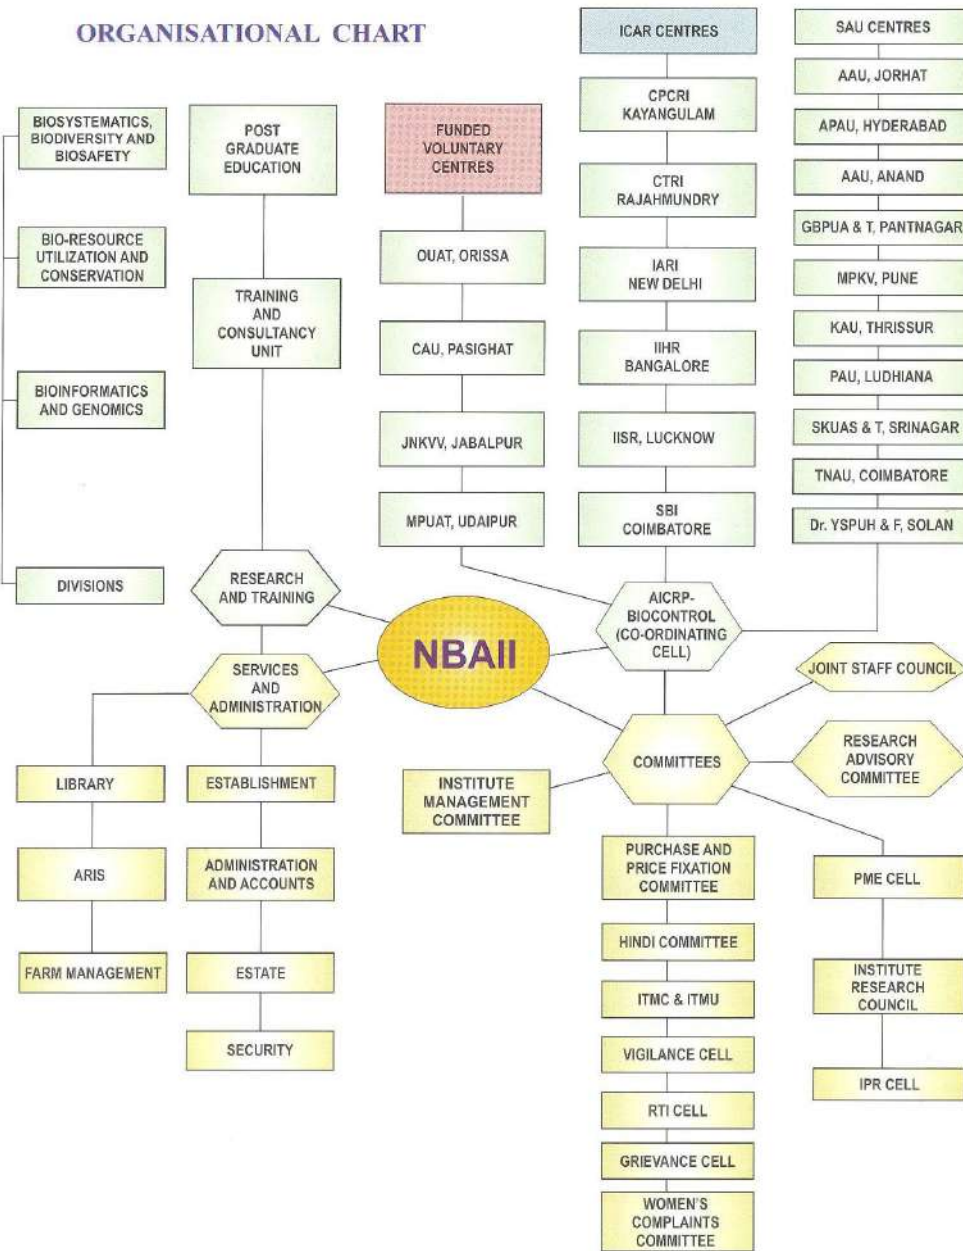 ORGANISATIONAL CHART
BIOSYSTEMATICS,
BIODIVERSITY AND
BIOSAFETY
BIO-RESOURCE
UTILIZATION AND
CONSERVATION
BIOINFORMATICS
AND GENOMICS
DIVISIONS
POST
GRADUATE
EDUCATION
TRAINING
AND
CONSULTANCY
UNIT
RESEARCH
AND TRAINING
FUNDED
VOLUNTARY
CENTRES
OUAT, ORISSA
CAU, PASIGHAT
JNKVV, JABALPUR
MPUAT, UDAIPUR
ICAR CENTRES
CPCRI
KAYANGULAM
CTRI
RAJAHMUNDRY
IARI
NEW DELHI
IIHR
BANGALORE
IISR, LUCKNOW
SBI
COIMBATORE
SAU CENTRES
AAU, JORHAT
APAU, HYDERABAD
AAU, ANAND
GBPUA & T, PANTNAGAR
MPKV, PUNE
KAU, THRISSUR
PAU, LUDHIANA
SKUAS & T, SRINAGAR
TNAU, COIMBATORE
Dr. YSPUH & F, SOLAN
AICRP-
BIOCONTROL
(CO-ORDINATING
CELL)
NBAII
SERVICES
AND
ADMINISTRATION
LIBRARY
ARIS
FARM MANAGEMENT
ESTABLISHMENT
ADMINISTRATION
AND ACCOUNTS
ESTATE
SECURITY
JOINT STAFF COUNCIL
COMMITTEES
RESEARCH
ADVISORY
COMMITTEE
INSTITUTE
MANAGEMENT
COMMITTEE
PURCHASE AND
PRICE FIXATION
COMMITTEE
HINDI COMMITTEE
ITMC & ITMU
VIGILANCE CELL
RTI CELL
GRIEVANCE CELL
WOMEN'S
COMPLAINTS
COMMITTEE
PME CELL
INSTITUTE
RESEARCH
COUNCIL
IPR CELL